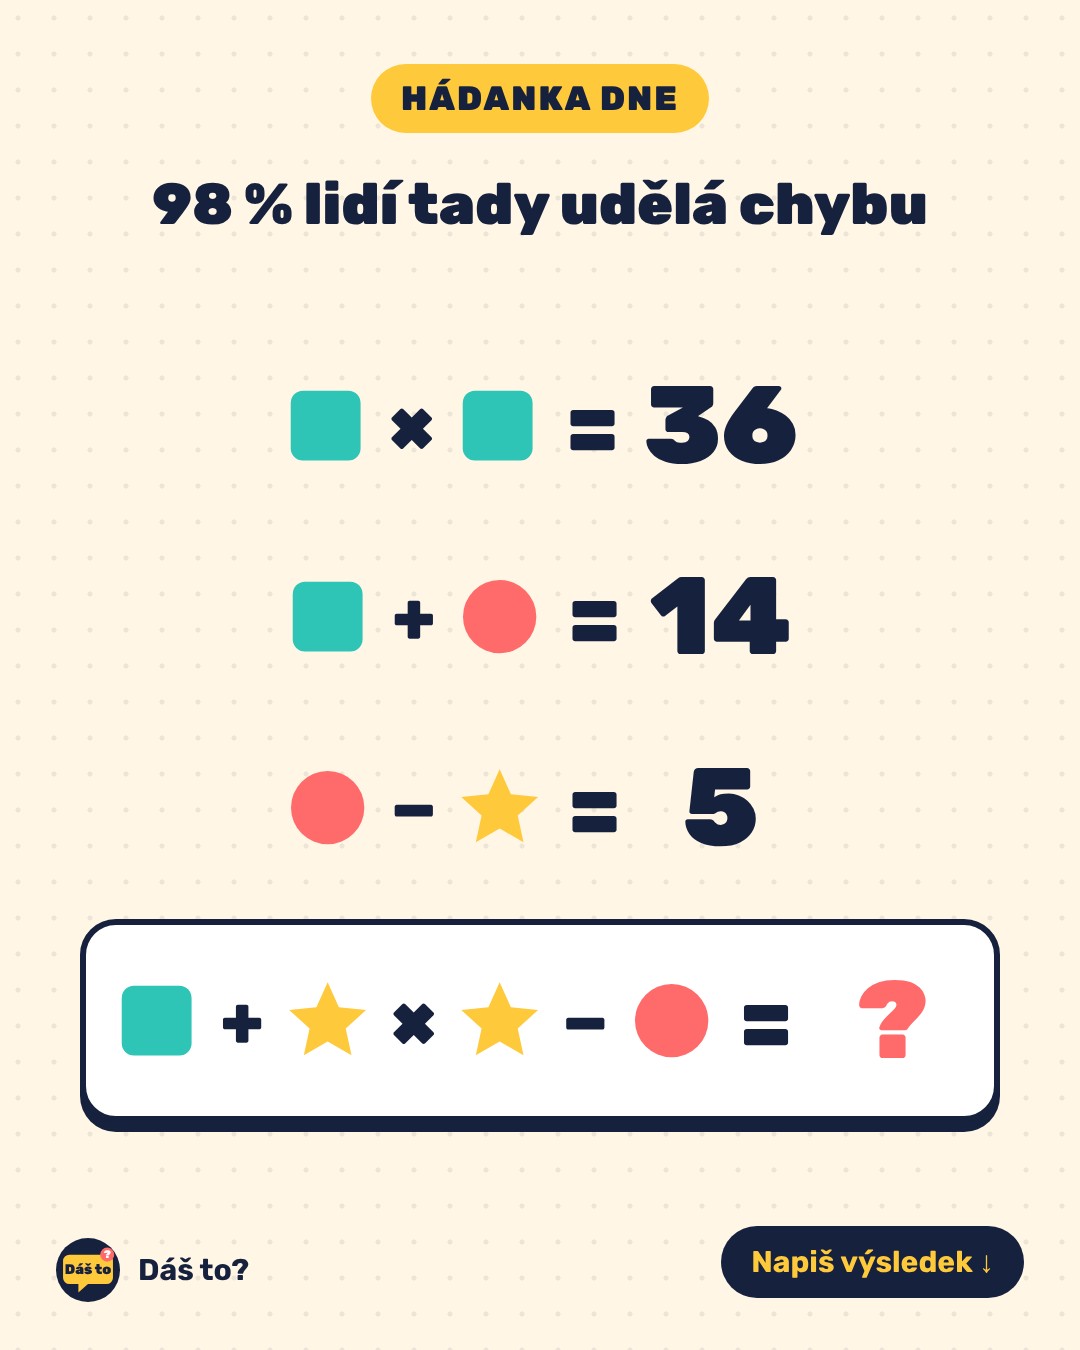 HÁDANKA DNE
98 % lidí tady udělá chybu
× = 36
+ = 14
− = 5
+ × − = ?
Dáš to ?
Dáš to?
Napiš výsledek ↓